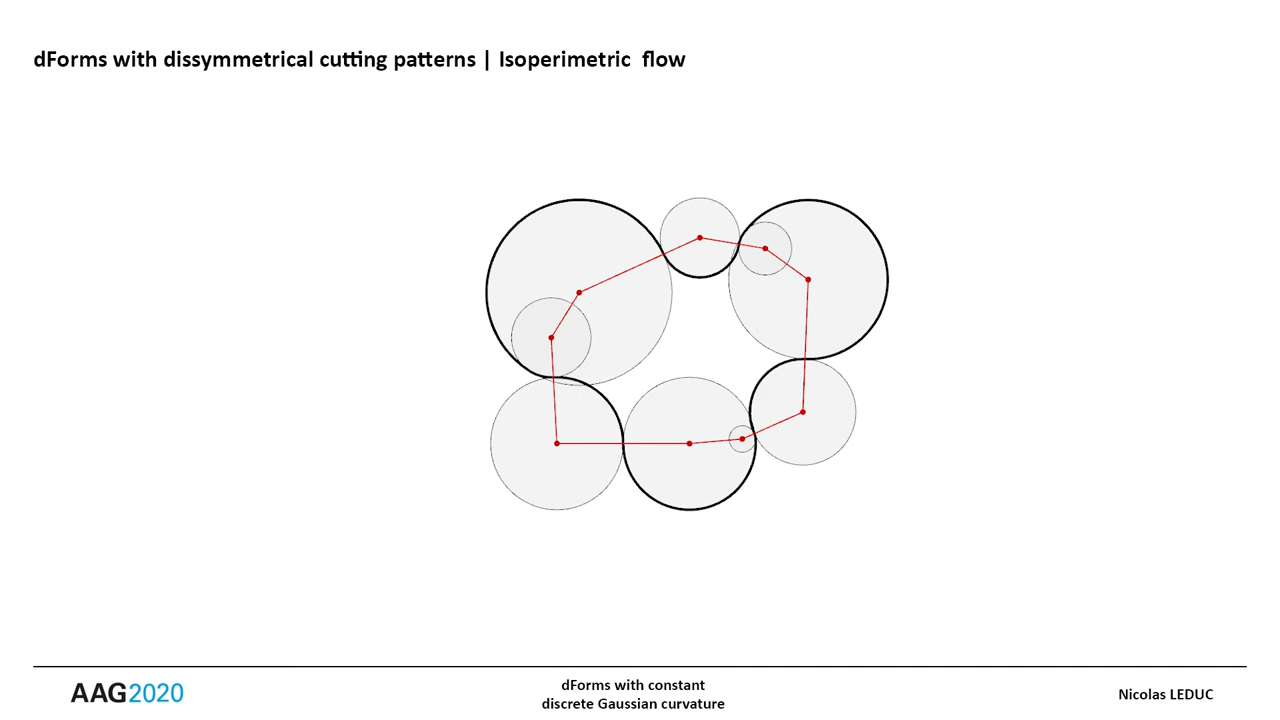 dForms with dissymmetrical cutting patterns | Isoperimetric flow
AAG2020
dForms with constant
discrete Gaussian curvature
Nicolas LEDUC